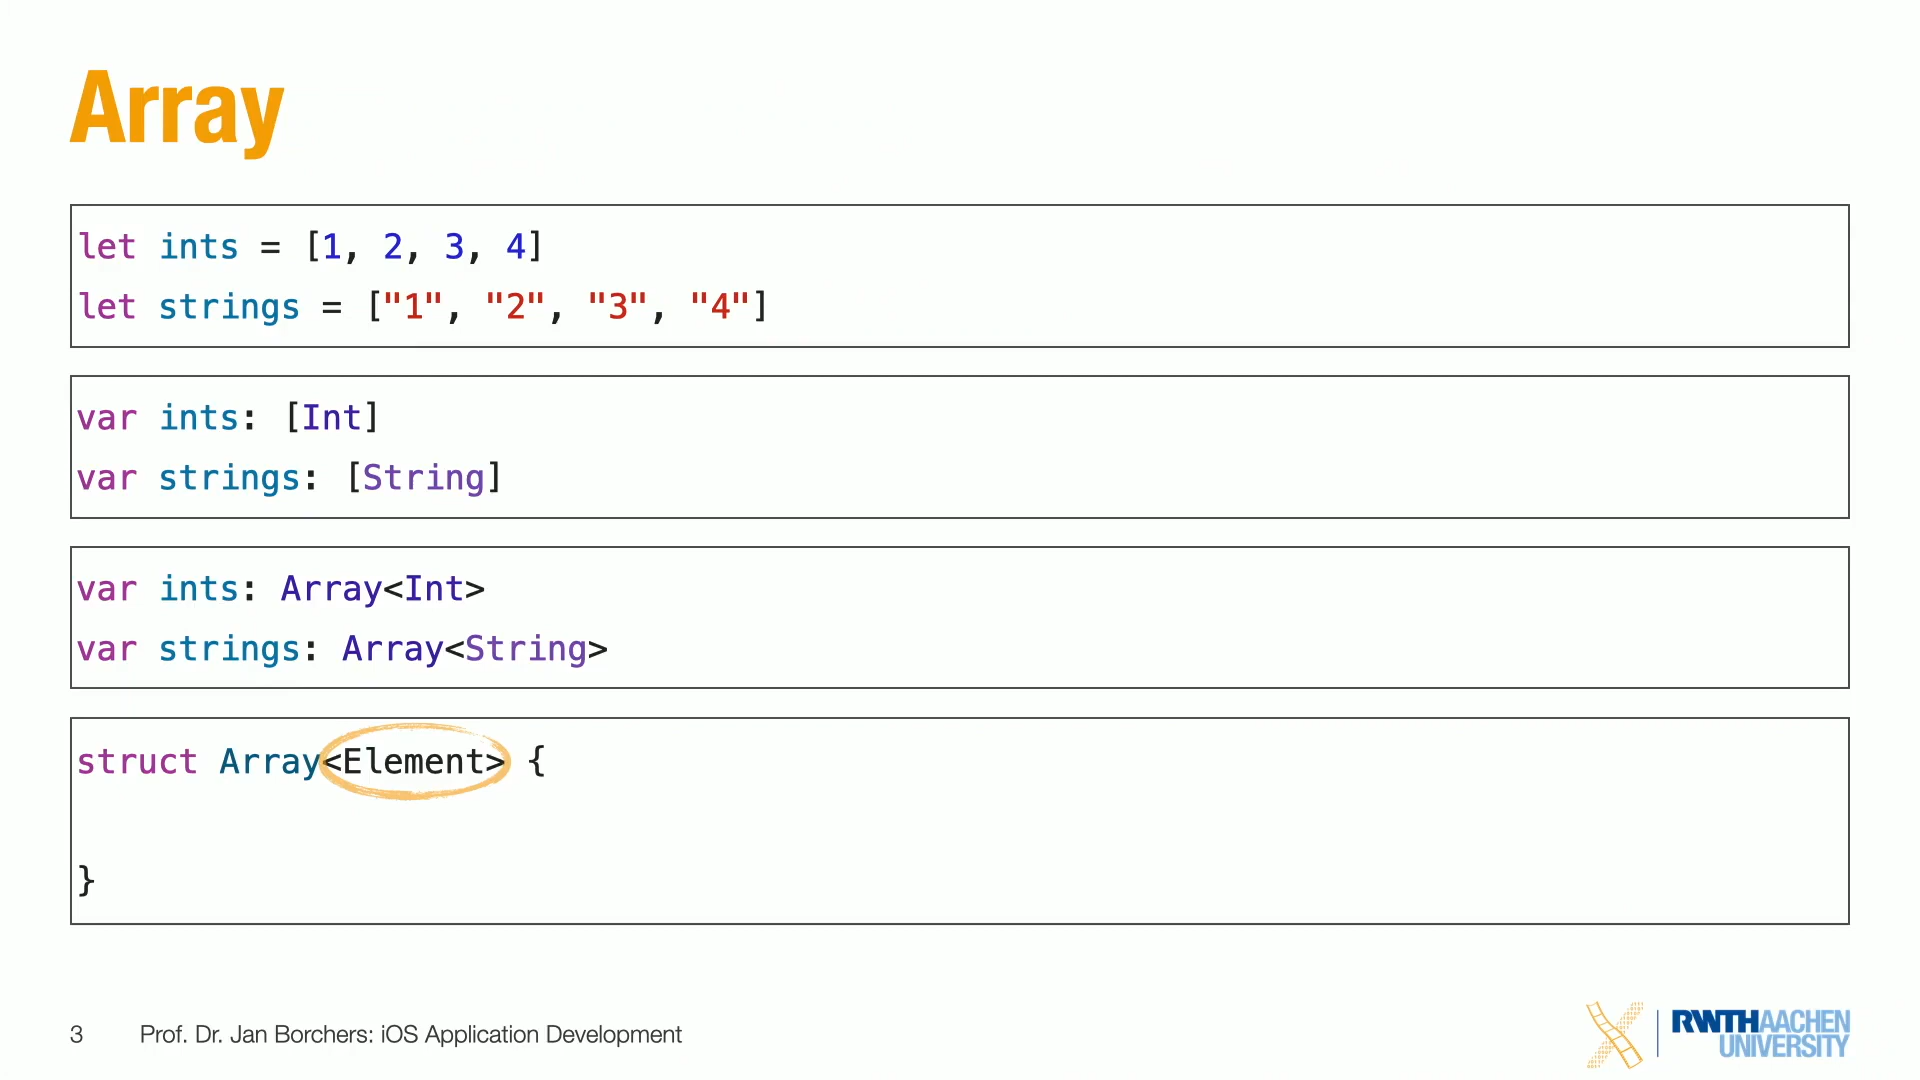 Array
let ints = [1, 2, 3, 4]
let strings = ["1", "2", "3", "4"]
var ints: [Int]
var strings: [String]
var ints: Array<Int>
var strings: Array<String>
struct Array<Element> {
}
3 Prof. Dr. Jan Borchers: iOS Application Development
RWTHAACHEN
UNIVERSITY